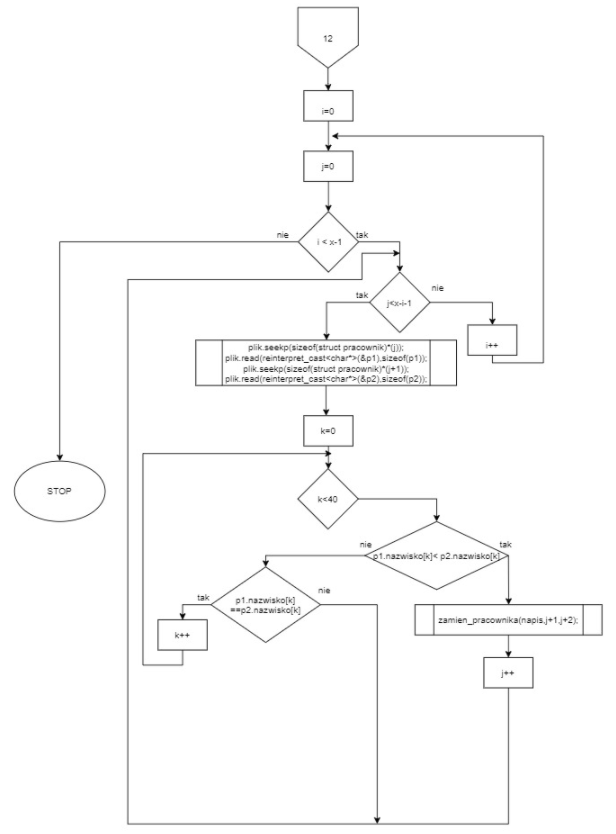 12
i=0
j=0
nie
i < x-1
tak
tak
j<x-i-1
nie
i++
plik.seekp(sizeof(struct pracownik)*(j));
plik.read(reinterpret_cast<char*>(&p1),sizeof(p1));
plik.seekp(sizeof(struct pracownik)*(j+1));
plik.read(reinterpret_cast<char*>(&p2),sizeof(p2));
k=0
STOP
k<40
nie
p1.nazwisko[k]< p2.nazwisko[k]
tak
tak
p1.nazwisko[k]
==p2.nazwisko[k]
nie
k++
zamien_pracownika(napis,j+1,j+2);
j++